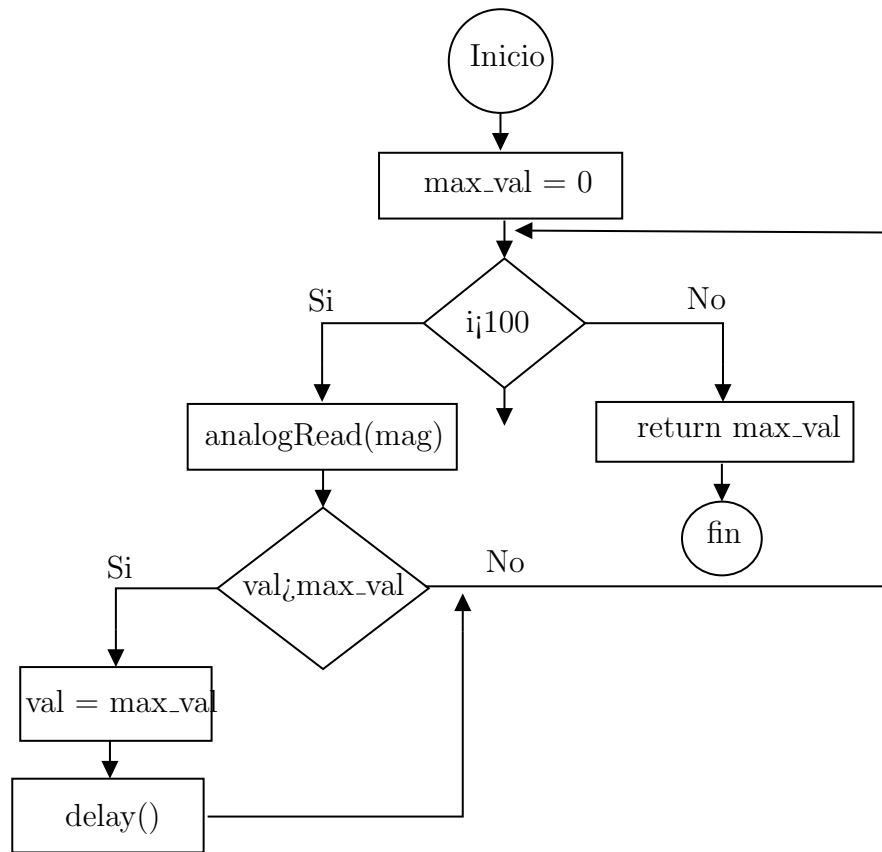 Inicio
max_val = 0
Si
No
i¡100
analogRead(mag)
return max_val
fin
Si
No
val¿max_val
val = max_val
delay()